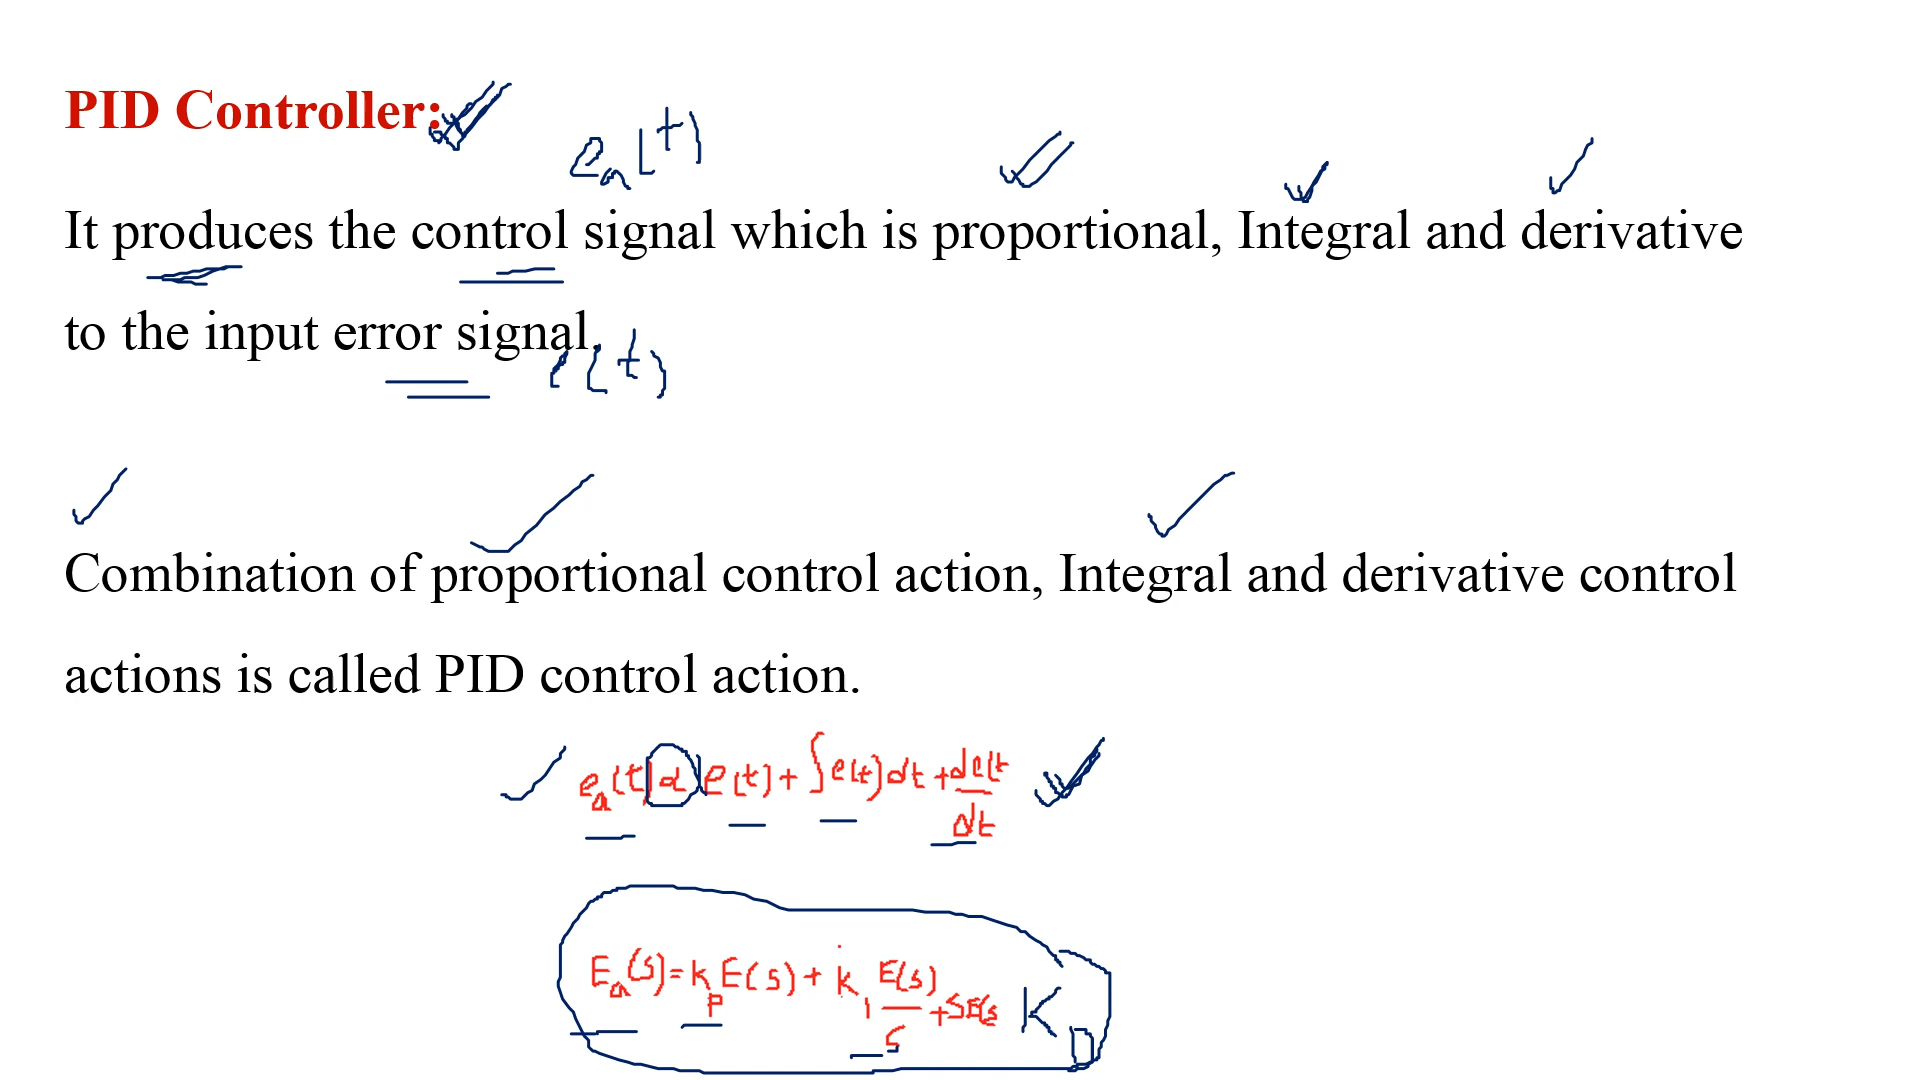 PID Controller:
eₐ(t)
It produces the control signal which is proportional, Integral and derivative
to the input error signal.
e(t)
Combination of proportional control action, Integral and derivative control
actions is called PID control action.
eₐ(t) α e(t) + ∫e(t)dt + de(t/dt
Eₐ(s) = k_P E(s) + k_I E(s)/s + SE(s K_D